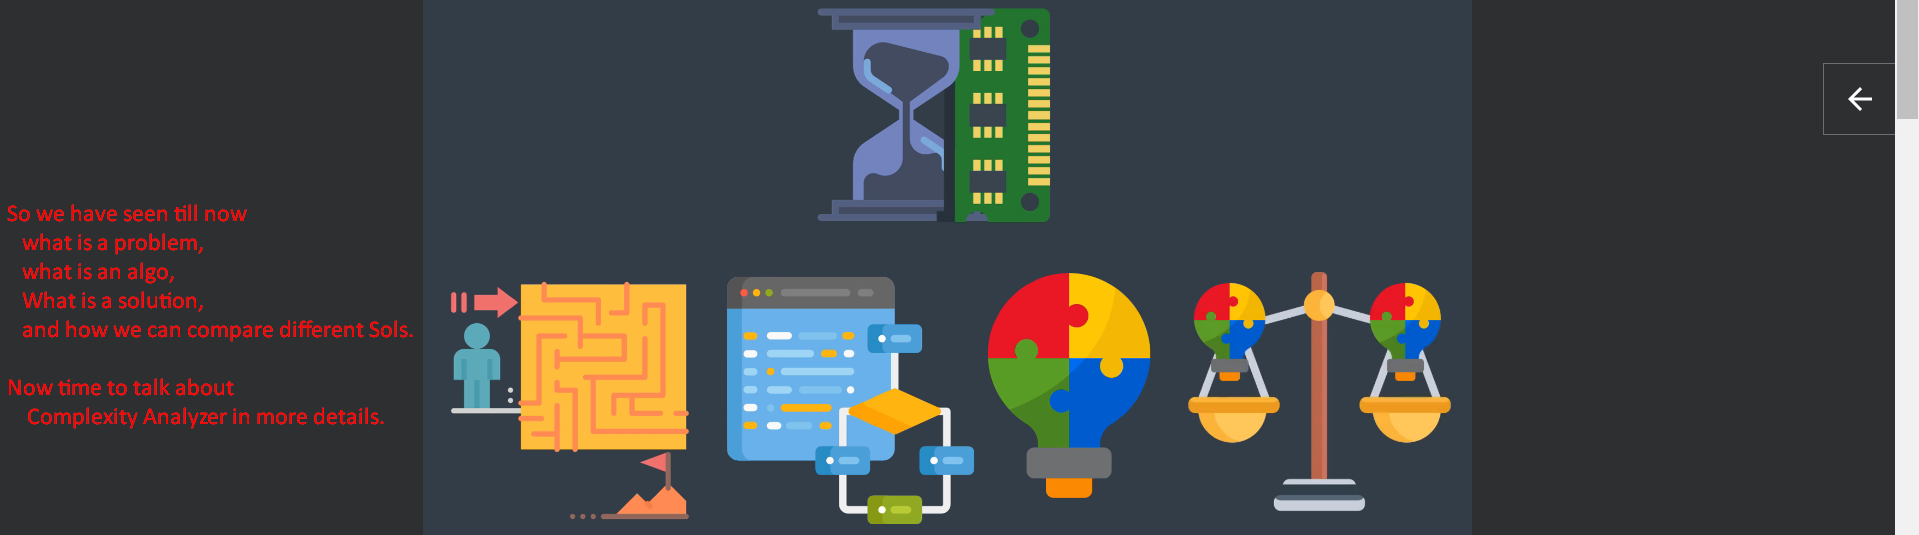 So we have seen till now
what is a problem,
what is an algo,
What is a solution,
and how we can compare different Sols.
Now time to talk about
Complexity Analyzer in more details.